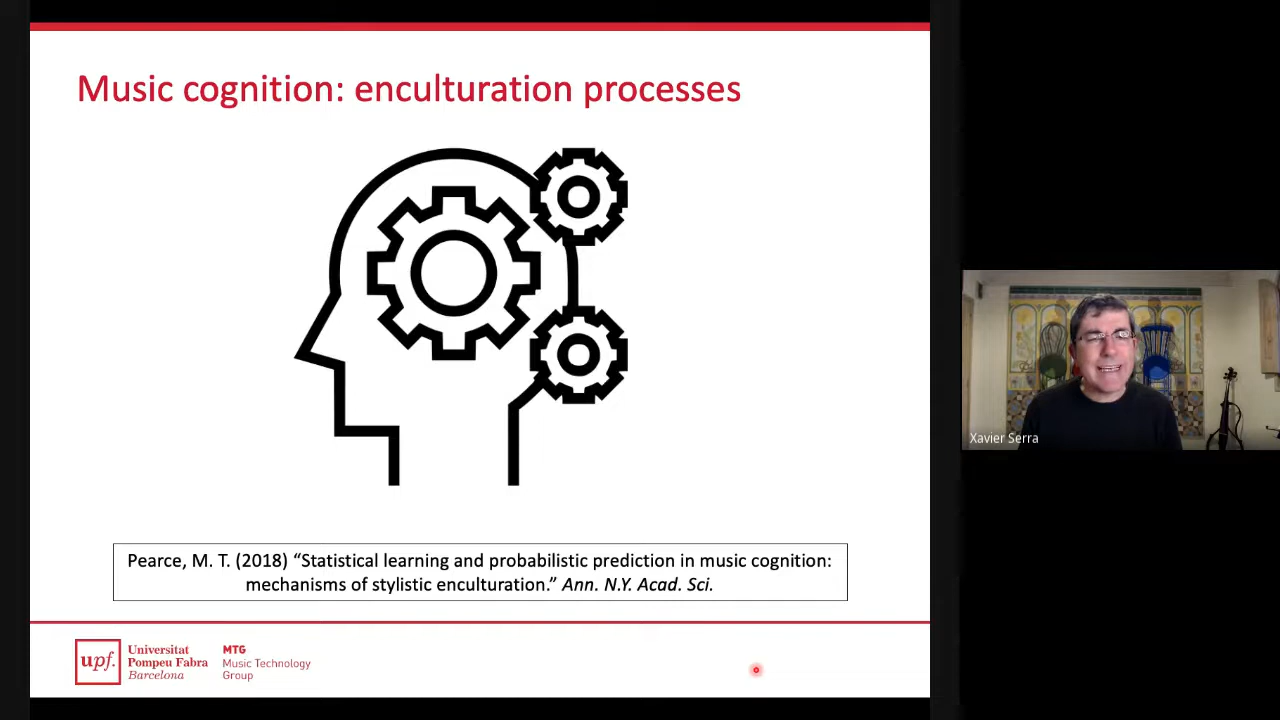 Music cognition: enculturation processes
Pearce, M. T. (2018) “Statistical learning and probabilistic prediction in music cognition:
mechanisms of stylistic enculturation.” Ann. N.Y. Acad. Sci.
upf.
Universitat
Pompeu Fabra
Barcelona
MTG
Music Technology
Group
Xavier Serra